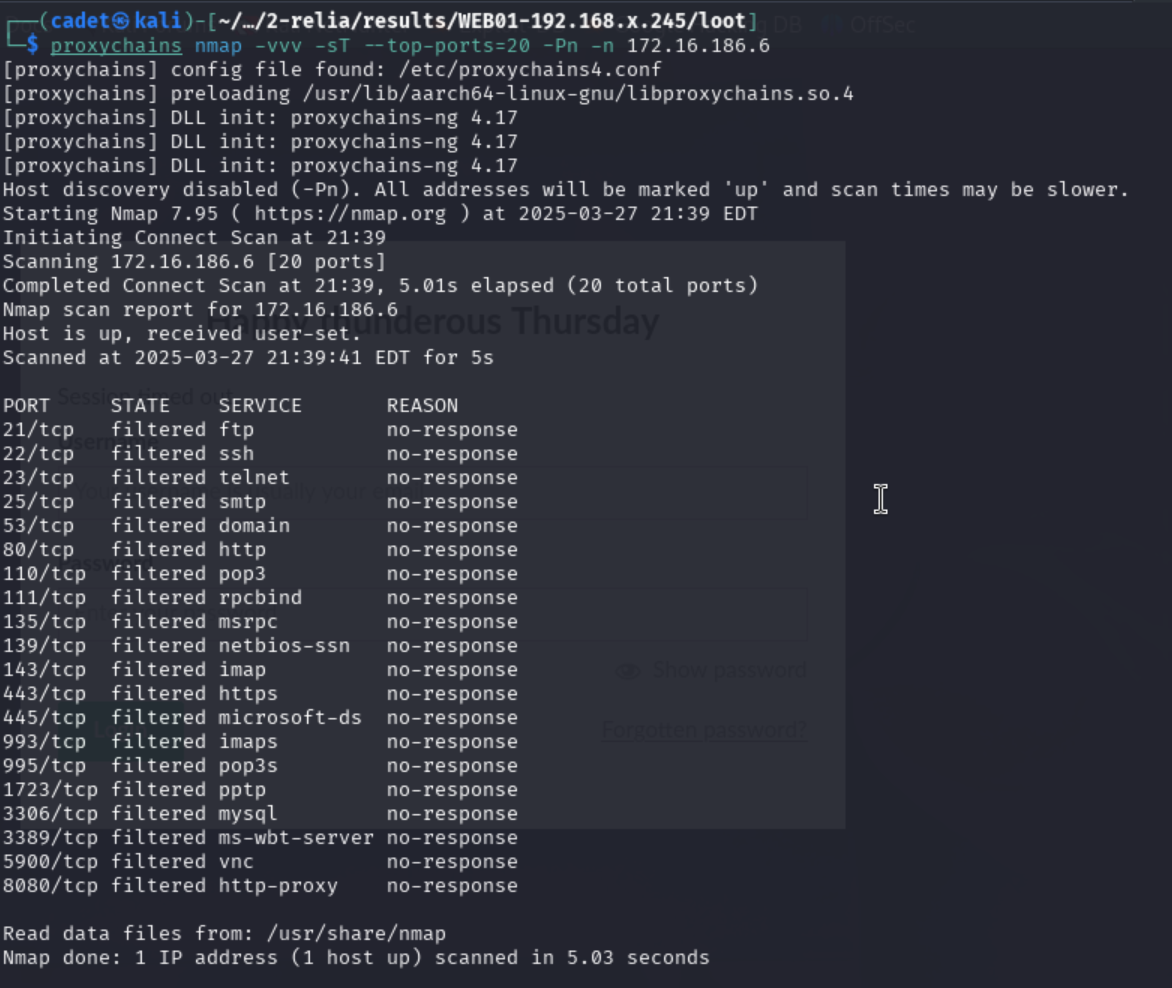 ┌──(cadet㉿kali)-[~/…/2-relia/results/WEB01-192.168.x.245/loot]
└─$ proxychains nmap -vvv -sT --top-ports=20 -Pn -n 172.16.186.6
[proxychains] config file found: /etc/proxychains4.conf
[proxychains] preloading /usr/lib/aarch64-linux-gnu/libproxychains.so.4
[proxychains] DLL init: proxychains-ng 4.17
[proxychains] DLL init: proxychains-ng 4.17
[proxychains] DLL init: proxychains-ng 4.17
Host discovery disabled (-Pn). All addresses will be marked 'up' and scan times may be slower.
Starting Nmap 7.95 ( https://nmap.org ) at 2025-03-27 21:39 EDT
Initiating Connect Scan at 21:39
Scanning 172.16.186.6 [20 ports]
Completed Connect Scan at 21:39, 5.01s elapsed (20 total ports)
Nmap scan report for 172.16.186.6
Host is up, received user-set.
Scanned at 2025-03-27 21:39:41 EDT for 5s
PORT STATE SERVICE REASON
21/tcp filtered ftp no-response
22/tcp filtered ssh no-response
23/tcp filtered telnet no-response
25/tcp filtered smtp no-response
53/tcp filtered domain no-response
80/tcp filtered http no-response
110/tcp filtered pop3 no-response
111/tcp filtered rpcbind no-response
135/tcp filtered msrpc no-response
139/tcp filtered netbios-ssn no-response
143/tcp filtered imap no-response
443/tcp filtered https no-response
445/tcp filtered microsoft-ds no-response
993/tcp filtered imaps no-response
995/tcp filtered pop3s no-response
1723/tcp filtered pptp no-response
3306/tcp filtered mysql no-response
3389/tcp filtered ms-wbt-server no-response
5900/tcp filtered vnc no-response
8080/tcp filtered http-proxy no-response
Read data files from: /usr/share/nmap
Nmap done: 1 IP address (1 host up) scanned in 5.03 seconds
DB OffSec
Thunderous Thursday
Show password
Forgotten password?